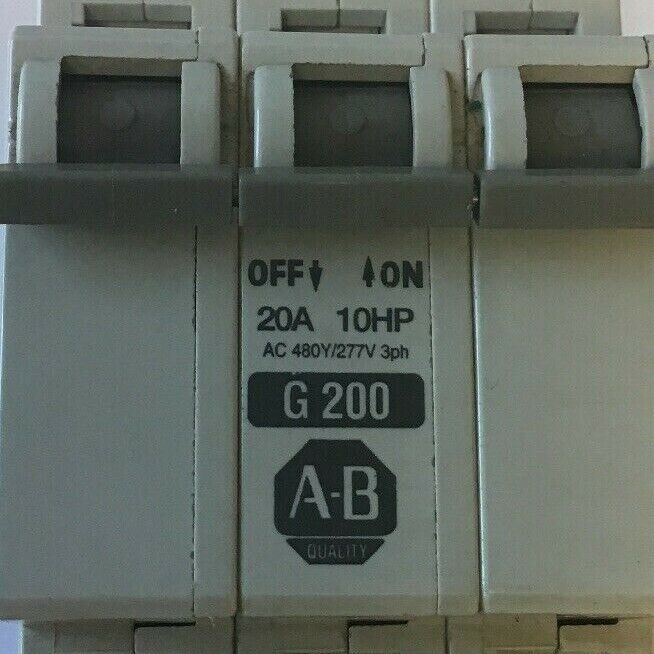 OFF ON
20A 10HP
AC 480Y/277V 3ph
G 200
A-B
QUALITY